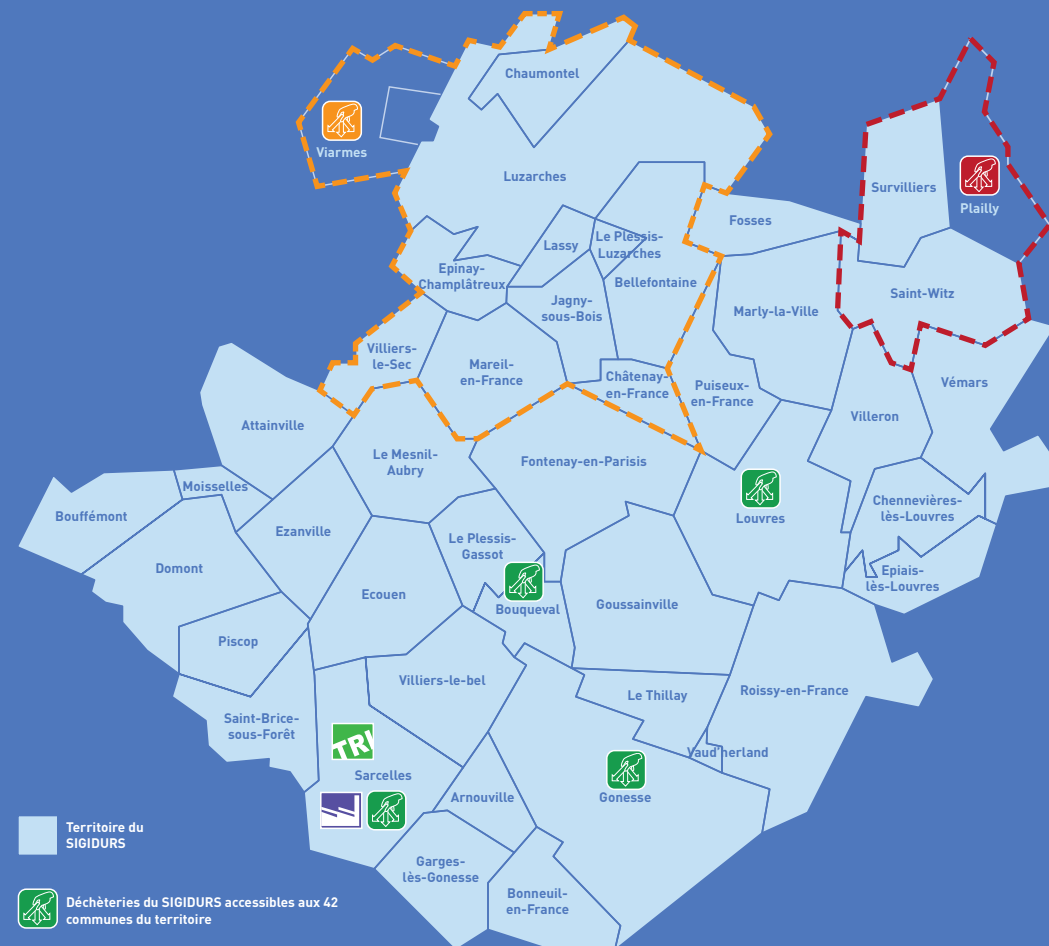 Chaumontel
Viarmes
Luzarches
Survilliers
Plailly
Fosses
Lassy
Le Plessis-
Luzarches
Epinay-
Champlâtreux
Bellefontaine
Saint-Witz
Jagny-
sous-Bois
Marly-la-Ville
Villiers-
le-Sec
Mareil-
en-France
Châtenay-
en-France
Puiseux-
en-France
Vémars
Villeron
Attainville
Le Mesnil-
Aubry
Fontenay-en-Parisis
Moisselles
Bouffémont
Louvres
Chennevières-
lès-Louvres
Ezanville
Le Plessis-
Gassot
Domont
Epiais-
lès-Louvres
Ecouen
Bouqueval
Goussainville
Piscop
Villiers-le-bel
Le Thillay
Roissy-en-France
Saint-Brice-
sous-Forêt
TRI
Vaud'herland
Sarcelles
Arnouville
Gonesse
Territoire du
SIGIDURS
Garges-
lès-Gonesse
Bonneuil-
en-France
Déchèteries du SIGIDURS accessibles aux 42
communes du territoire